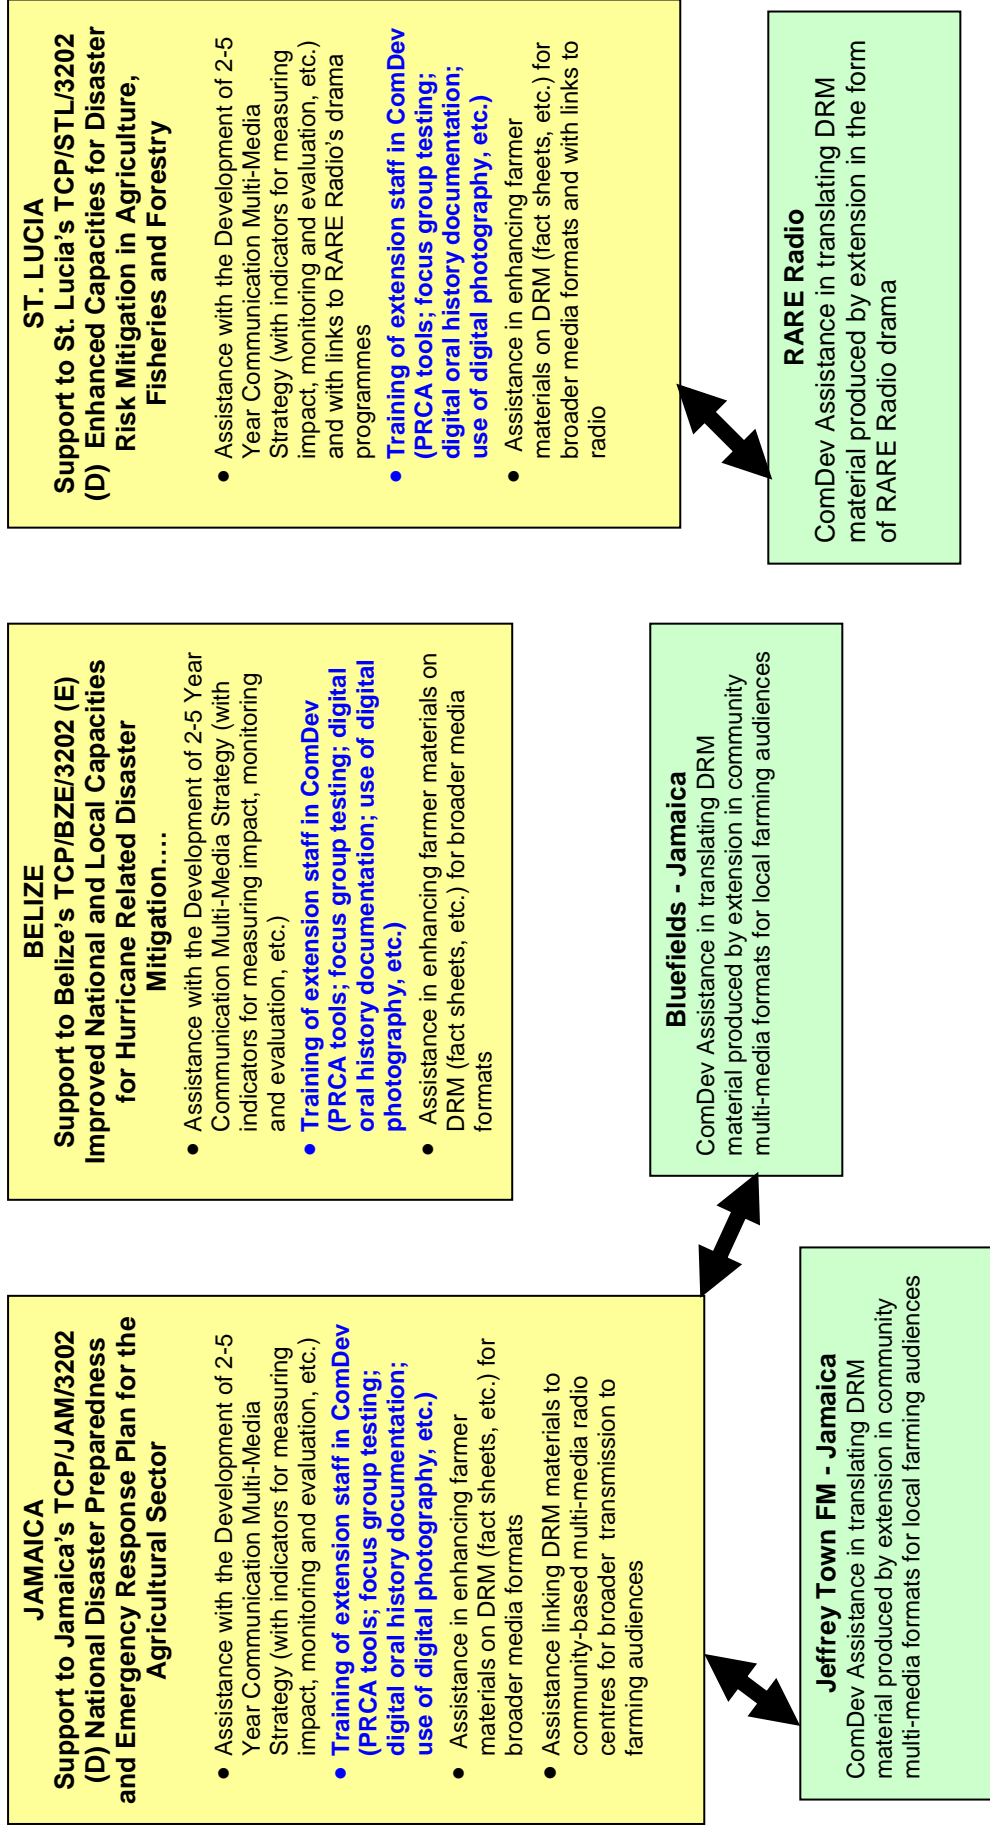 JAMAICA
Support to Jamaica's TCP/JAM/3202
(D) National Disaster Preparedness
and Emergency Response Plan for the
Agricultural Sector
● Assistance with the Development of 2-5
Year Communication Multi-Media
Strategy (with indicators for measuring
impact, monitoring and evaluation, etc.)
● Training of extension staff in ComDev
(PRCA tools; focus group testing;
digital oral history documentation;
use of digital photography, etc.)
● Assistance in enhancing farmer
materials on DRM (fact sheets, etc.) for
broader media formats
● Assistance linking DRM materials to
community-based multi-media radio
centres for broader transmission to
farming audiences
BELIZE
Support to Belize's TCP/BZE/3202 (E)
Improved National and Local Capacities
for Hurricane Related Disaster
Mitigation....
● Assistance with the Development of 2-5 Year
Communication Multi-Media Strategy (with
indicators for measuring impact, monitoring
and evaluation, etc.)
● Training of extension staff in ComDev
(PRCA tools; focus group testing; digital
oral history documentation; use of digital
photography, etc.)
● Assistance in enhancing farmer materials on
DRM (fact sheets, etc.) for broader media
formats
ST. LUCIA
Support to St. Lucia's TCP/STL/3202
(D) Enhanced Capacities for Disaster
Risk Mitigation in Agriculture,
Fisheries and Forestry
● Assistance with the Development of 2-5
Year Communication Multi-Media
Strategy (with indicators for measuring
impact, monitoring and evaluation, etc.)
and with links to RARE Radio's drama
programmes
● Training of extension staff in ComDev
(PRCA tools; focus group testing;
digital oral history documentation;
use of digital photography, etc.)
● Assistance in enhancing farmer
materials on DRM (fact sheets, etc.) for
broader media formats and with links to
radio
Jeffrey Town FM - Jamaica
ComDev Assistance in translating DRM
material produced by extension in community
multi-media formats for local farming audiences
Bluefields - Jamaica
ComDev Assistance in translating DRM
material produced by extension in community
multi-media formats for local farming audiences
RARE Radio
ComDev Assistance in translating DRM
material produced by extension in the form
of RARE Radio drama